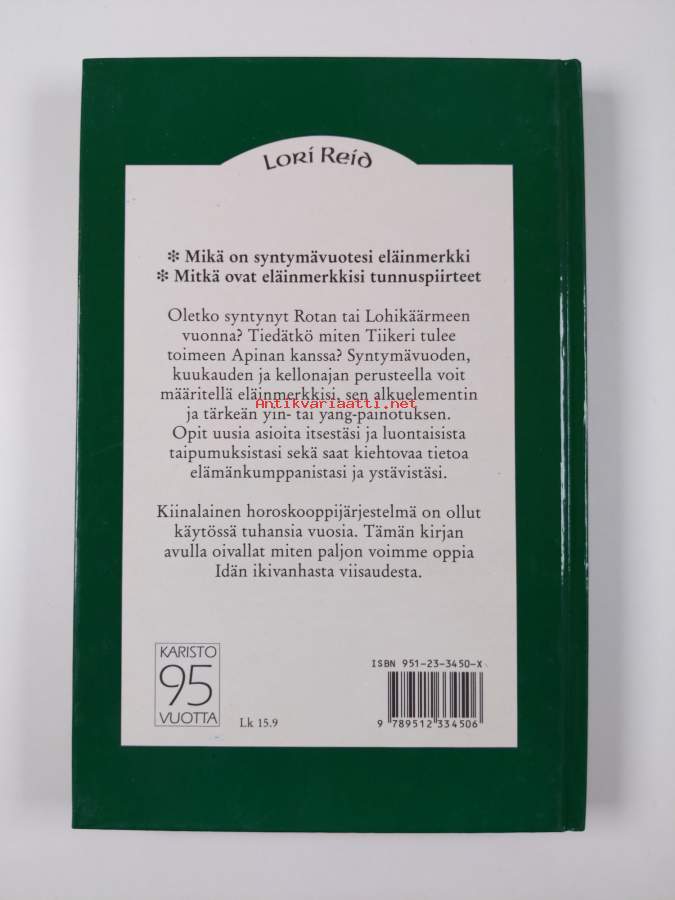 Lori Reid
❇ Mikä on syntymävuotesi eläinmerkki
❇ Mitkä ovat eläinmerkkisi tunnuspiirteet
Oletko syntynyt Rotan tai Lohikäärmeen
vuonna? Tiedätkö miten Tiikeri tulee
toimeen Apinan kanssa? Syntymävuoden,
kuukauden ja kellonajan perusteella voit
määritellä eläinmerkkisi, sen alkuelementin
Antikvariaatti.net
ja tärkeän yin- tai yang-painotuksen.
Opit uusia asioita itsestäsi ja luontaisista
taipumuksistasi sekä saat kiehtovaa tietoa
elämänkumppanistasi ja ystävistäsi.
Kiinalainen horoskooppijärjestelmä on ollut
käytössä tuhansia vuosia. Tämän kirjan
avulla oivallat miten paljon voimme oppia
Idän ikivanhasta viisaudesta.
KARISTO
95
VUOTTA
Lk 15.9
ISBN 951-23-3450-X
9 789512 334506